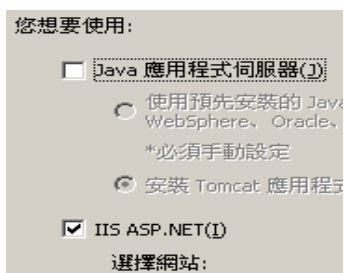 您想要使用:
Java 應用程式伺服器(J)
使用預先安裝的 Java
WebSphere、Oracle、
*必須手動設定
安裝 Tomcat 應用程式
IIS ASP.NET(I)
選擇網站: